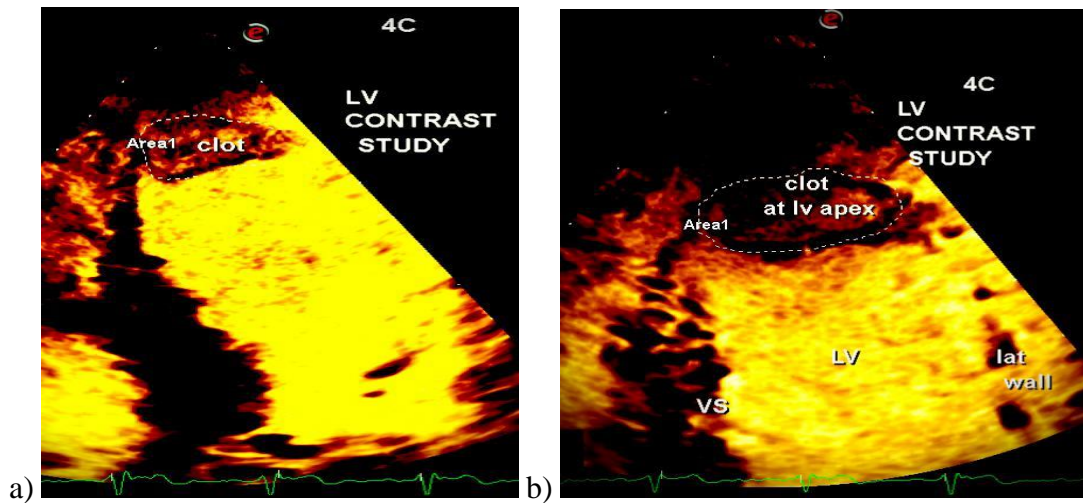 4C
LV
CONTRAST
STUDY
Area1
clot
a)
4C
LV
CONTRAST
STUDY
clot
at lv apex
Area1
LV
lat
wall
VS
b)